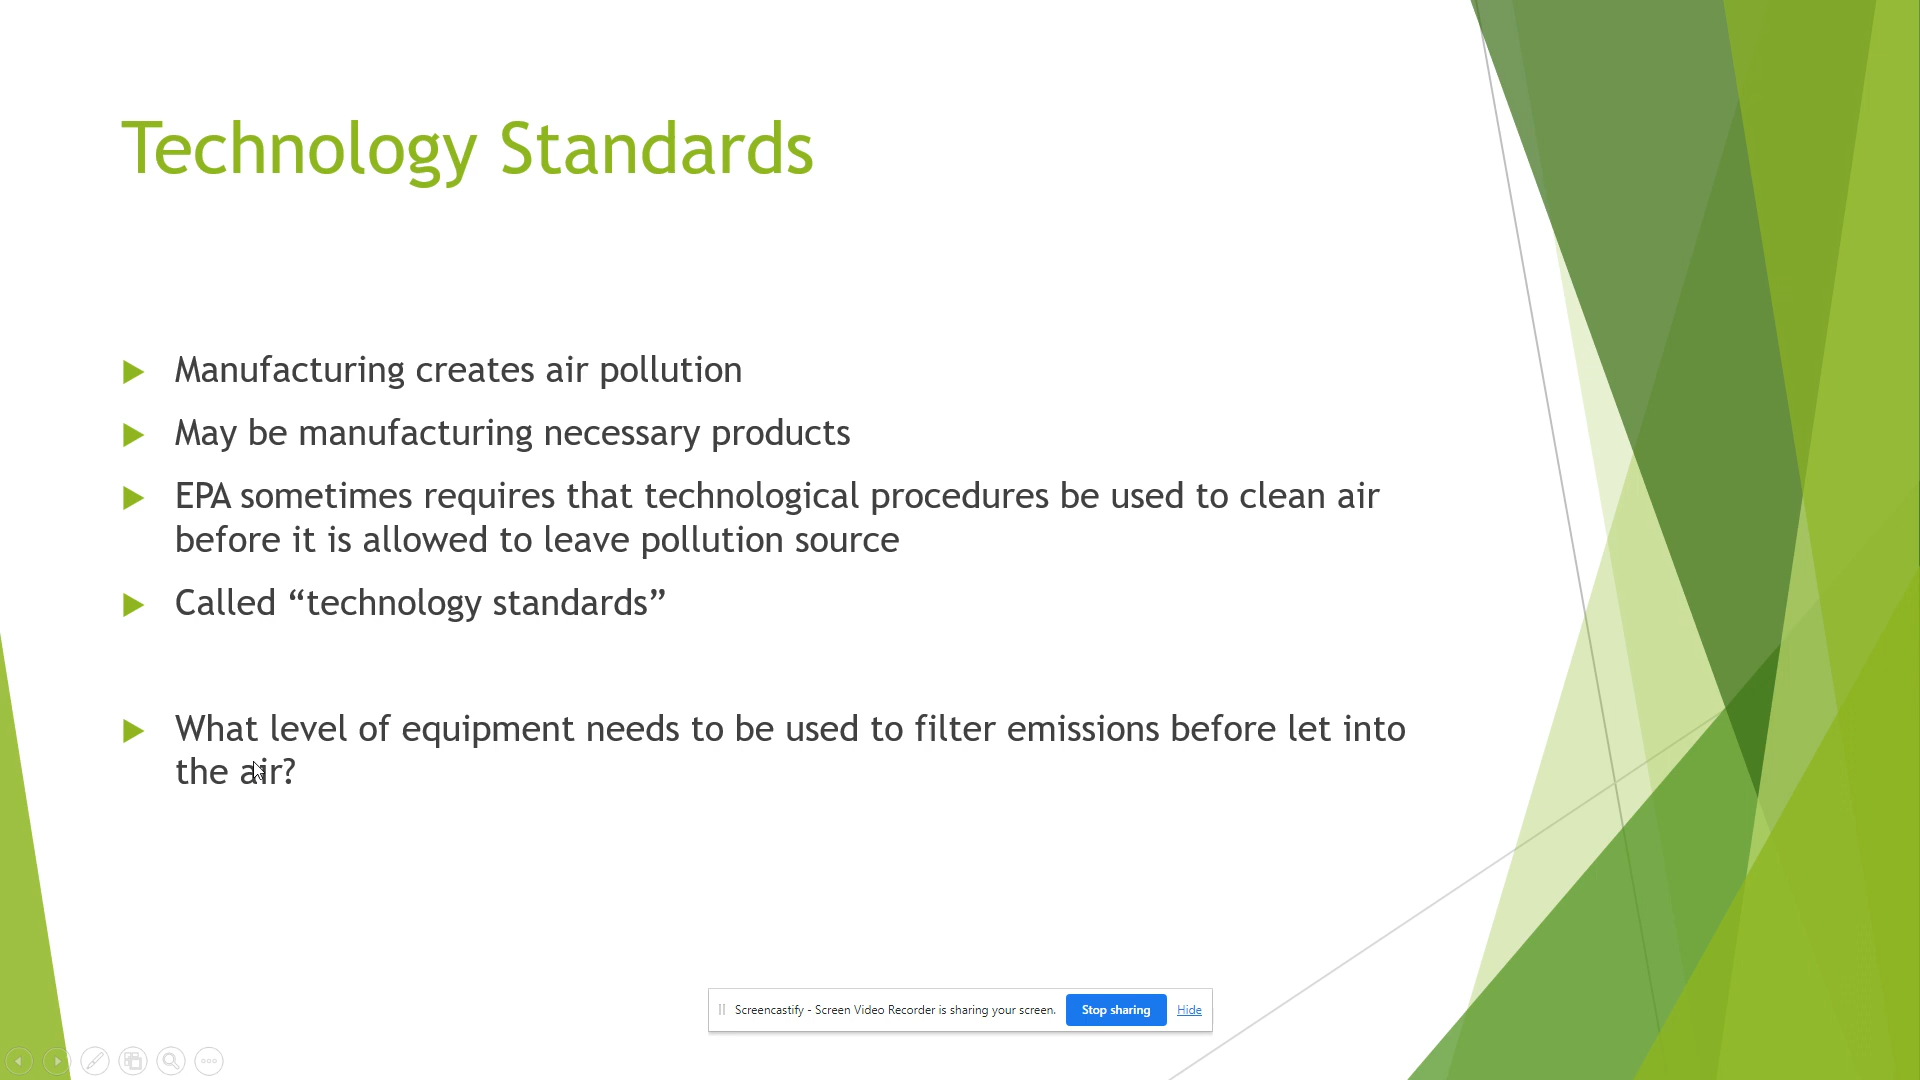 Technology Standards
Manufacturing creates air pollution
May be manufacturing necessary products
EPA sometimes requires that technological procedures be used to clean air
before it is allowed to leave pollution source
Called “technology standards”
What level of equipment needs to be used to filter emissions before let into
the air?
Screencastify - Screen Video Recorder is sharing your screen. Stop sharing Hide